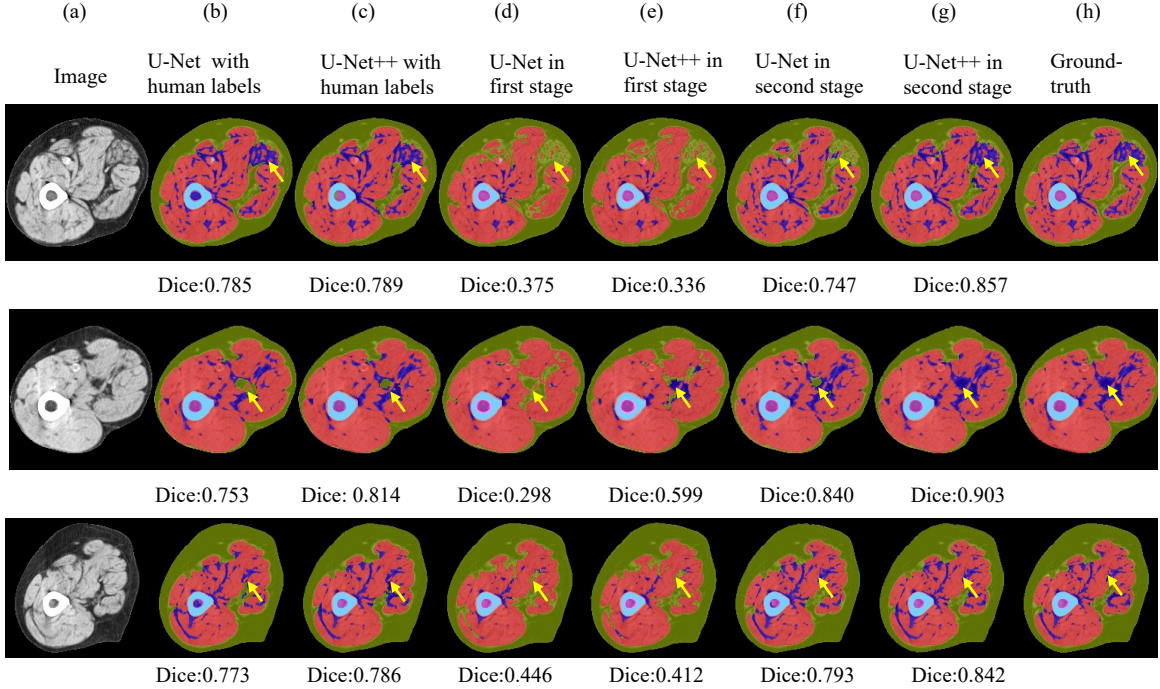 (a) (b) (c) (d) (e) (f) (g) (h)
Image
U-Net with
human labels
U-Net++ with
human labels
U-Net in
first stage
U-Net++ in
first stage
U-Net in
second stage
U-Net++ in
second stage
Ground-
truth
Dice:0.785 Dice:0.789 Dice:0.375 Dice:0.336 Dice:0.747 Dice:0.857
Dice:0.753 Dice: 0.814 Dice:0.298 Dice:0.599 Dice:0.840 Dice:0.903
Dice:0.773 Dice:0.786 Dice:0.446 Dice:0.412 Dice:0.793 Dice:0.842